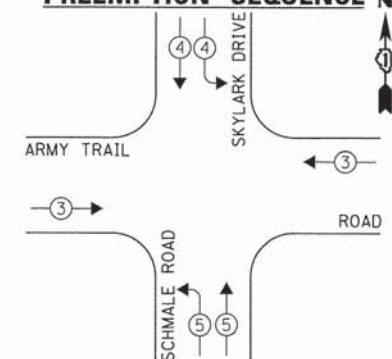 PREEMPTION SEQUENCE N
4 4
SKYLARK DRIVE
ARMY TRAIL
3
3
ROAD
SCHMALE ROAD
5 5